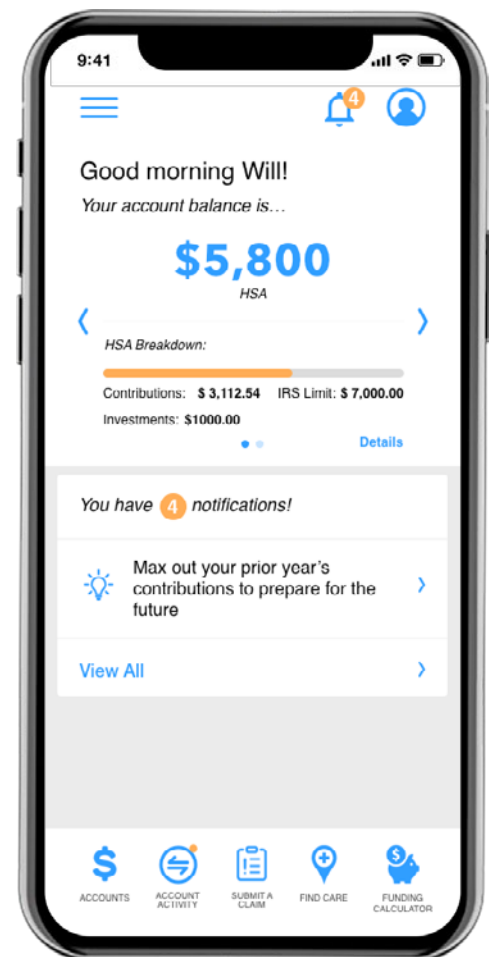 9:41
4
Good morning Will!
Your account balance is...
$5,800
HSA
HSA Breakdown:
Contributions: $ 3,112.54 IRS Limit: $ 7,000.00
Investments: $1000.00
Details
You have 4 notifications!
Max out your prior year's
contributions to prepare for the
future
View All
ACCOUNTS
ACCOUNT
ACTIVITY
SUBMIT A
CLAIM
FIND CARE
FUNDING
CALCULATOR